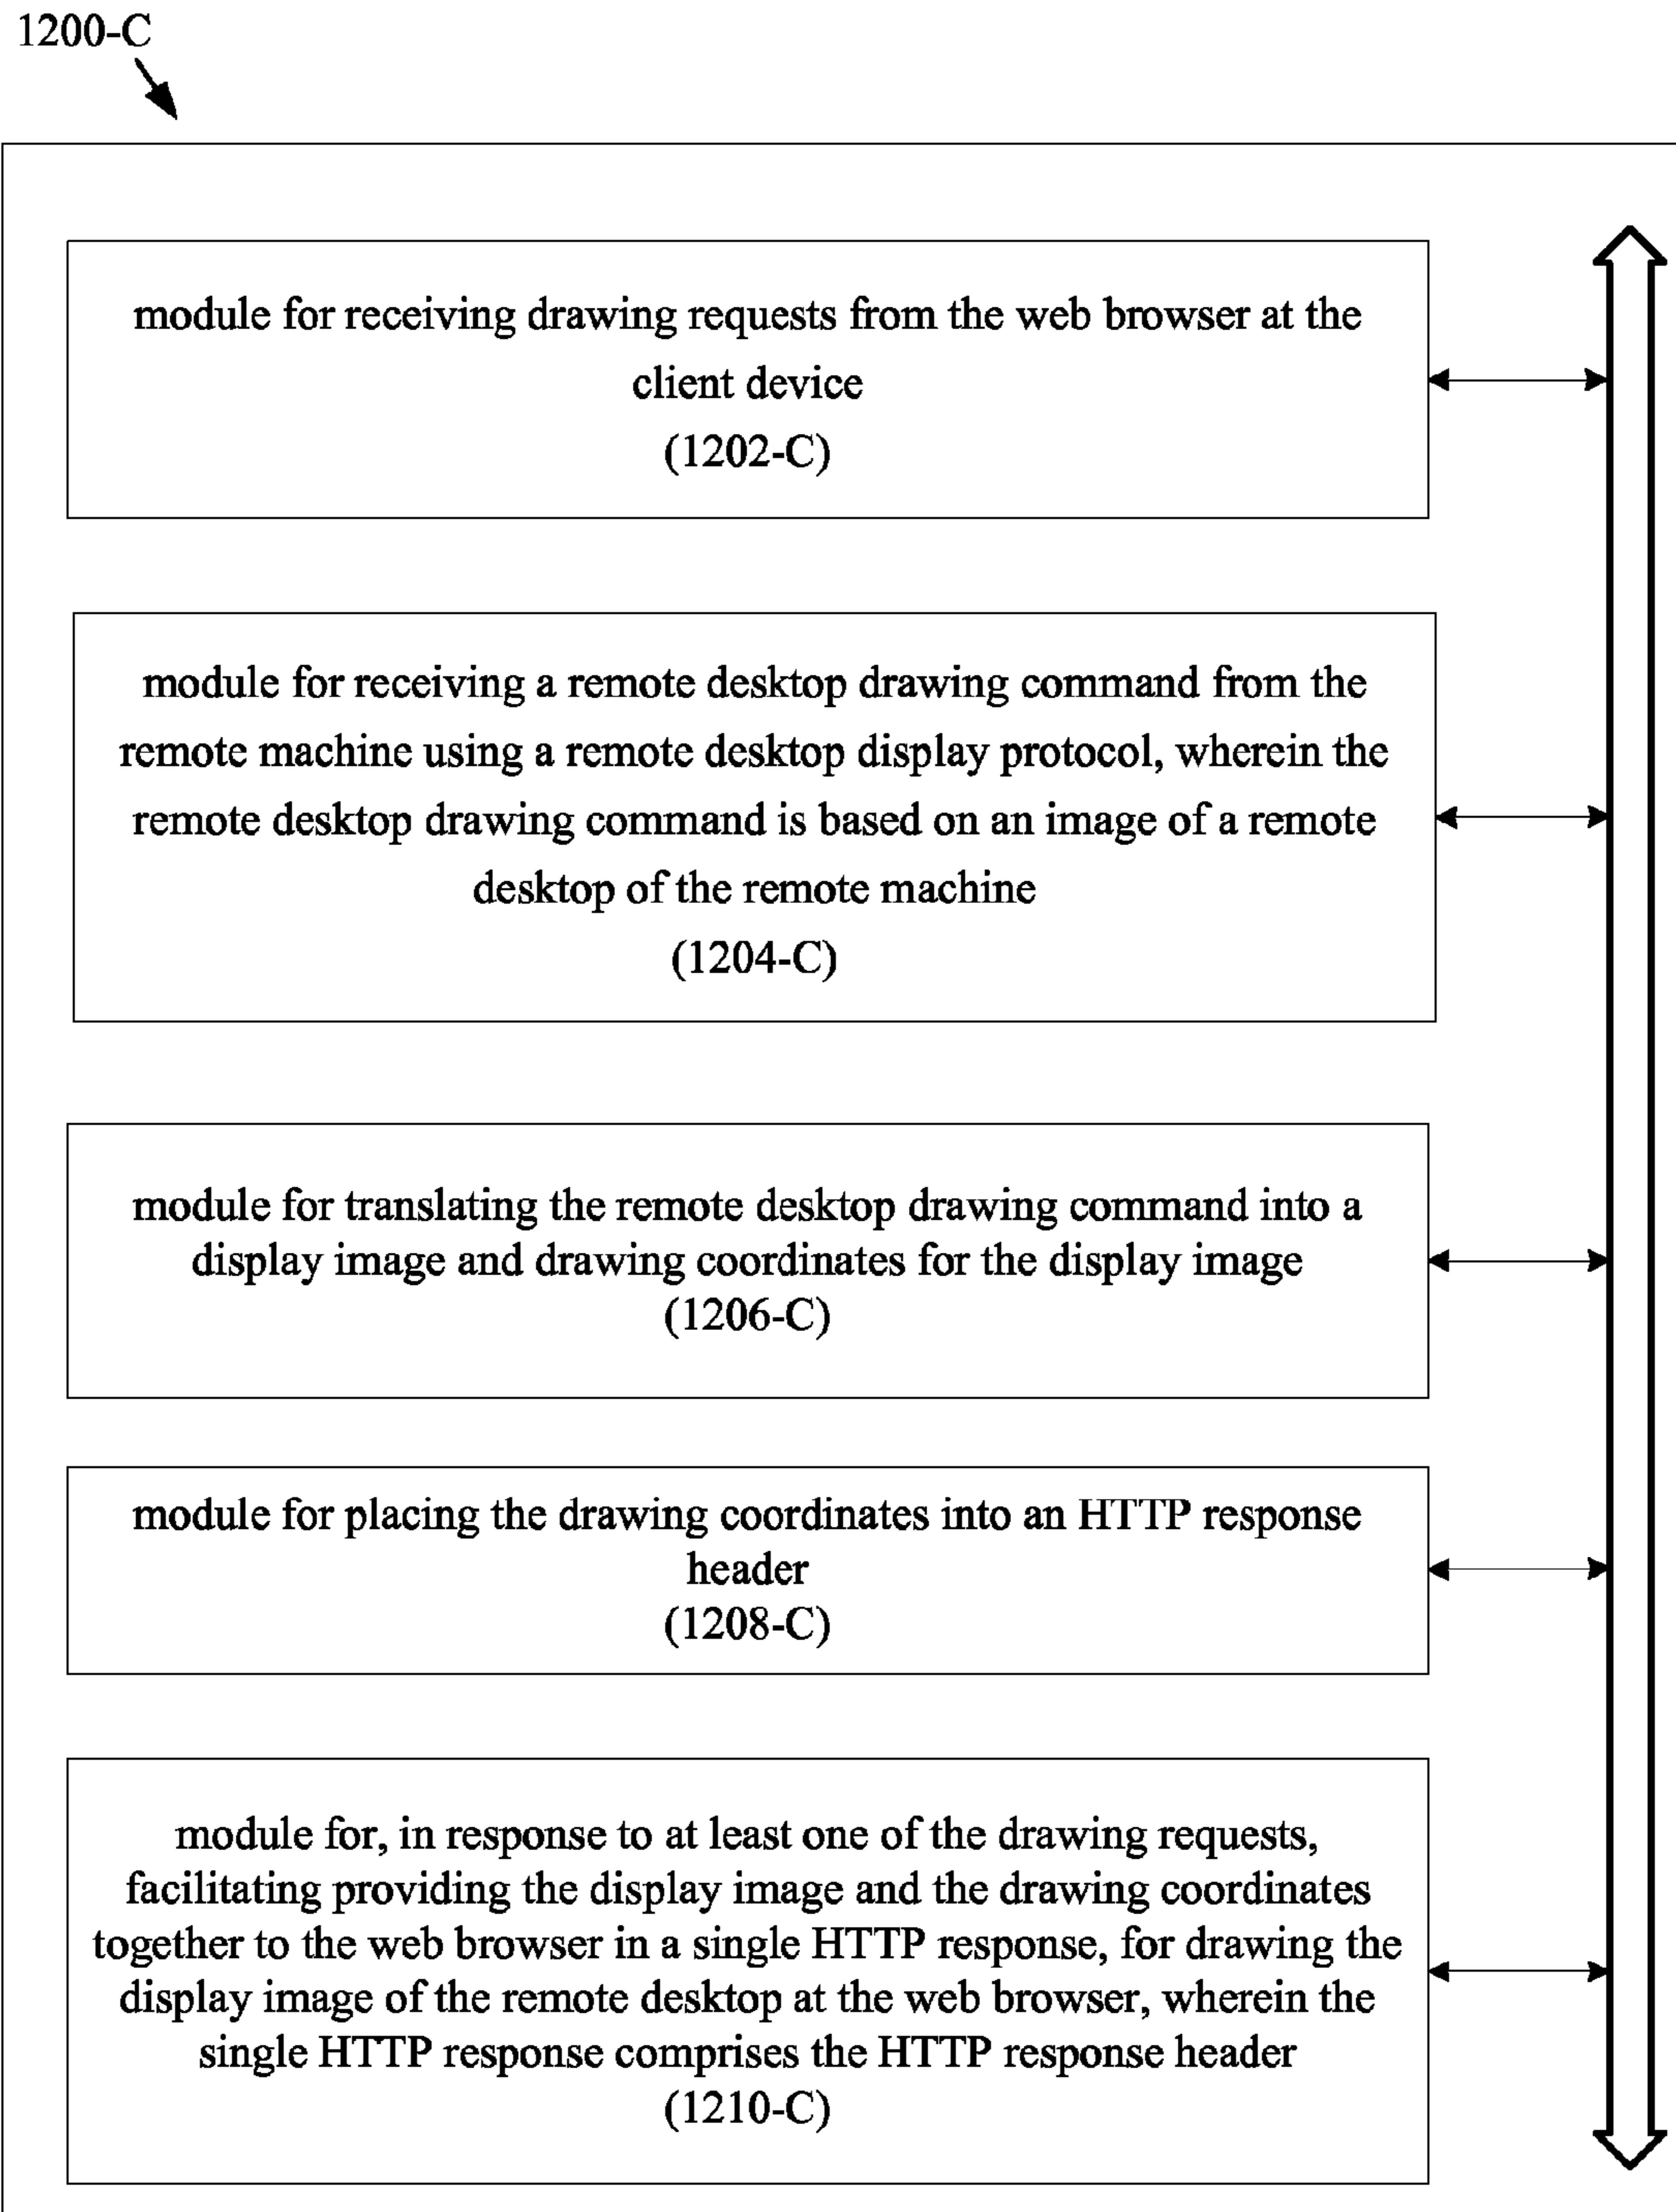 1200-C
module for receiving drawing requests from the web browser at the
client device
(1202-C)
module for receiving a remote desktop drawing command from the
remote machine using a remote desktop display protocol, wherein the
remote desktop drawing command is based on an image of a remote
desktop of the remote machine
(1204-C)
module for translating the remote desktop drawing command into a
display image and drawing coordinates for the display image
(1206-C)
module for placing the drawing coordinates into an HTTP response
header
(1208-C)
module for, in response to at least one of the drawing requests,
facilitating providing the display image and the drawing coordinates
together to the web browser in a single HTTP response, for drawing the
display image of the remote desktop at the web browser, wherein the
single HTTP response comprises the HTTP response header
(1210-C)